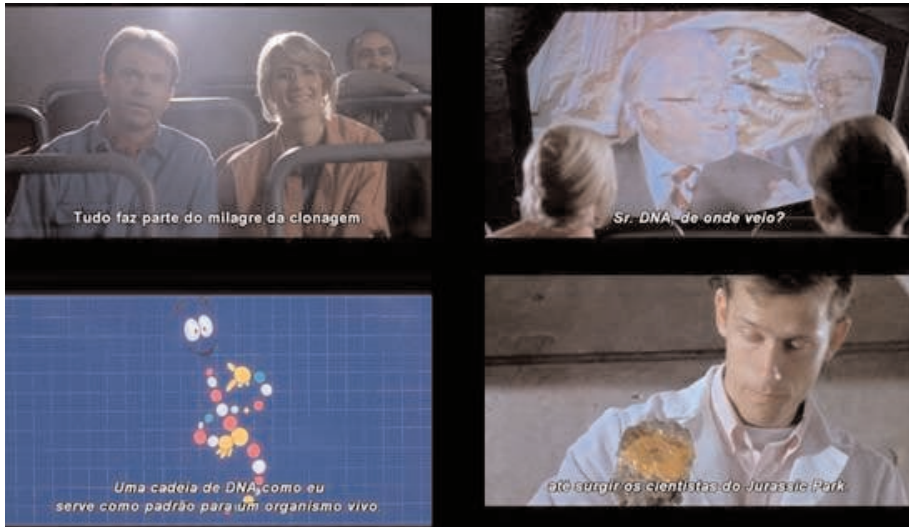 Tudo faz parte do milagre da clonagem
Sr. DNA, de onde veio?
Uma cadeia de DNA como eu
serve como padrão para um organismo vivo.
até surgir os cientistas do Jurassic Park.